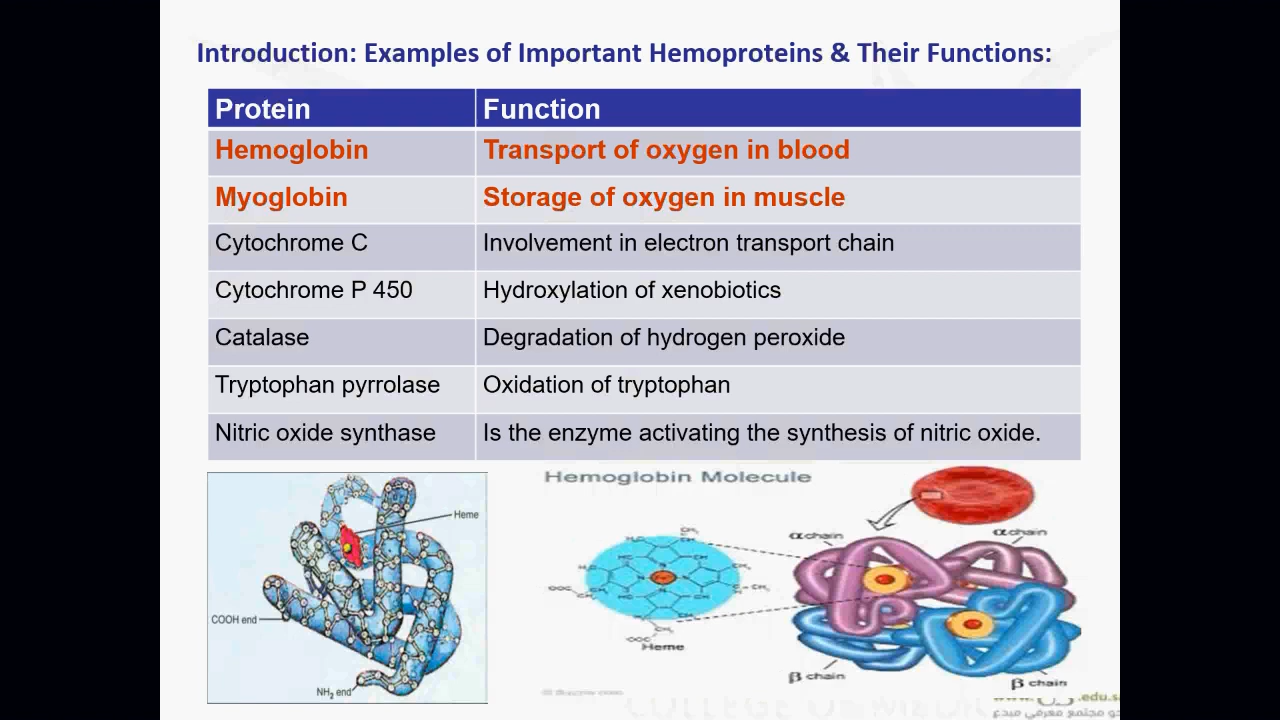 Introduction: Examples of Important Hemoproteins & Their Functions:
Protein Function
Hemoglobin Transport of oxygen in blood
Myoglobin Storage of oxygen in muscle
Cytochrome C Involvement in electron transport chain
Cytochrome P 450 Hydroxylation of xenobiotics
Catalase Degradation of hydrogen peroxide
Tryptophan pyrrolase Oxidation of tryptophan
Nitric oxide synthase Is the enzyme activating the synthesis of nitric oxide.
Heme
COOH end
NH2 end
Hemoglobin Molecule
α chain
α chain
Heme
β chain
β chain
.edu.s
مجتمع معرفي مبدع